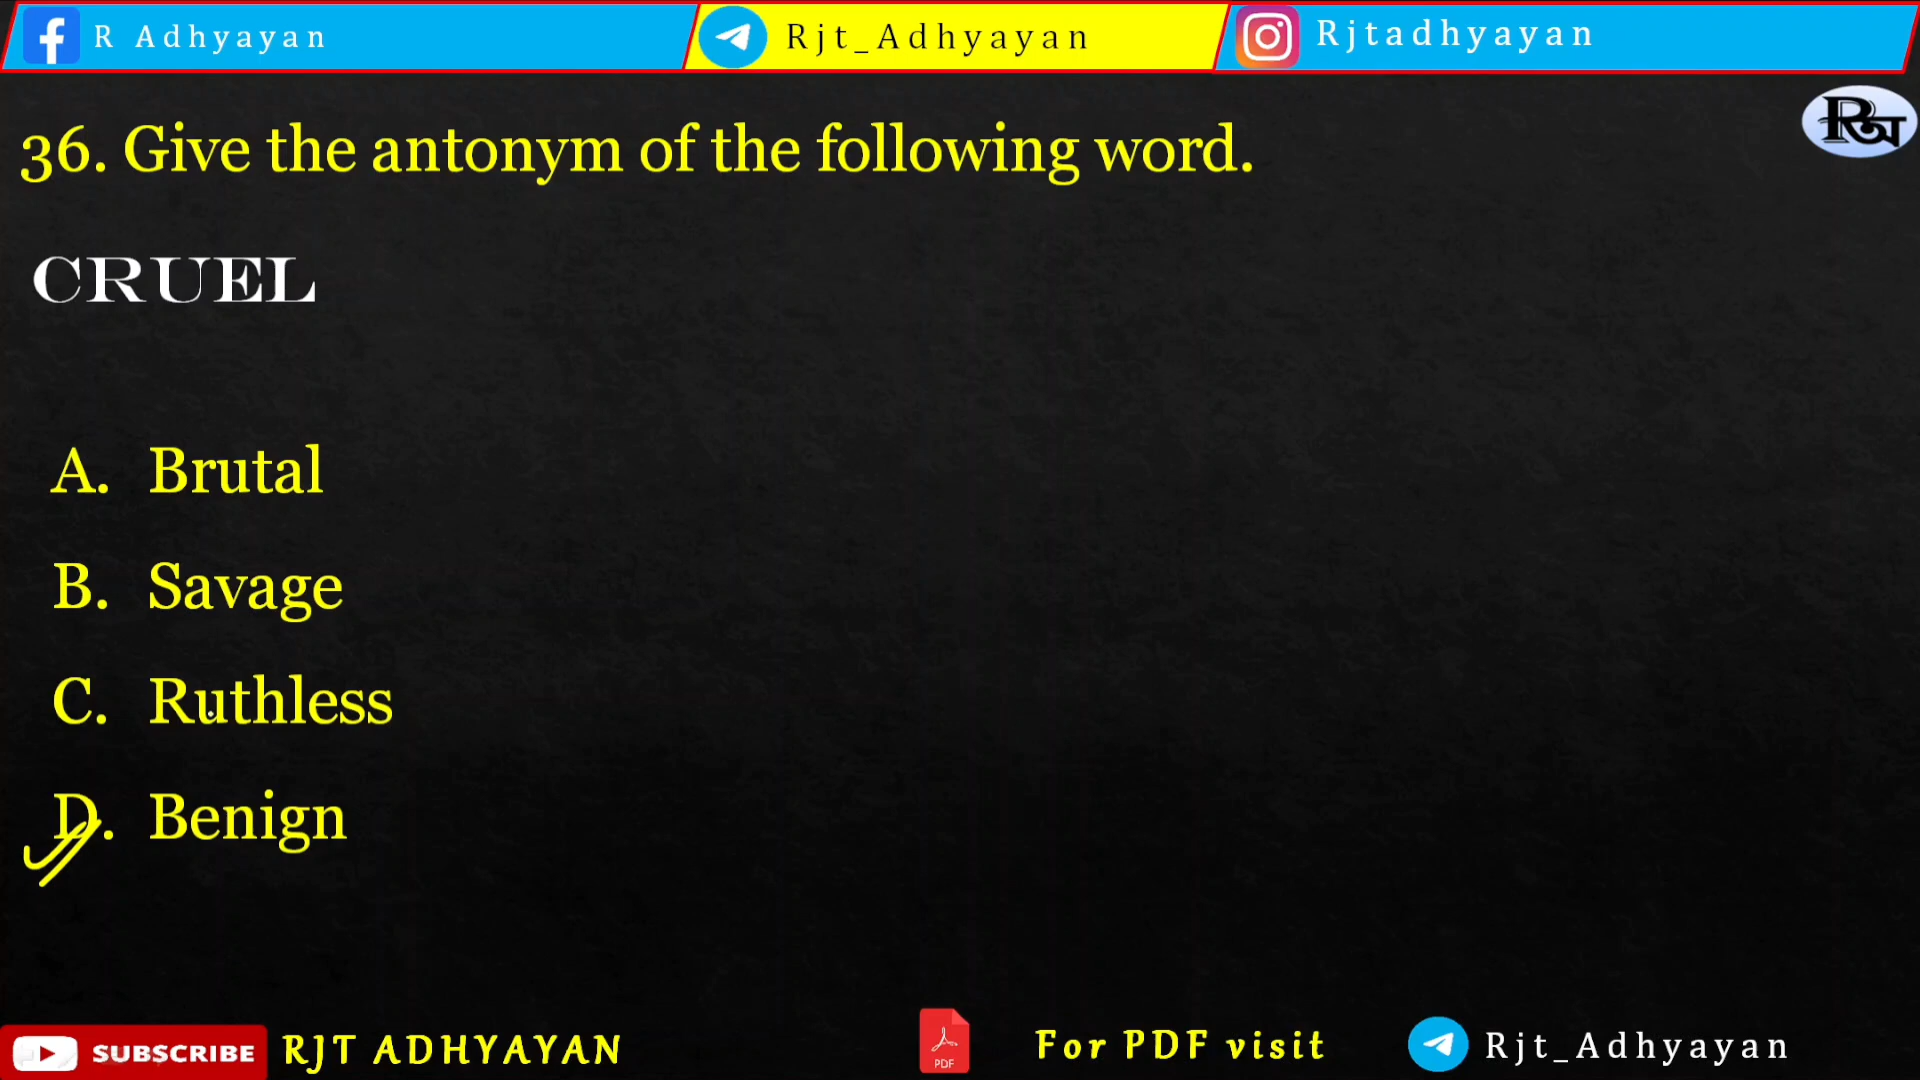 R Adhyayan
Rjt_Adhyayan
Rjtadhyayan
36. Give the antonym of the following word.
CRUEL
A. Brutal
B. Savage
C. Ruthless
D. Benign
SUBSCRIBE
RJT ADHYAYAN
PDF
For PDF visit
Rjt_Adhyayan